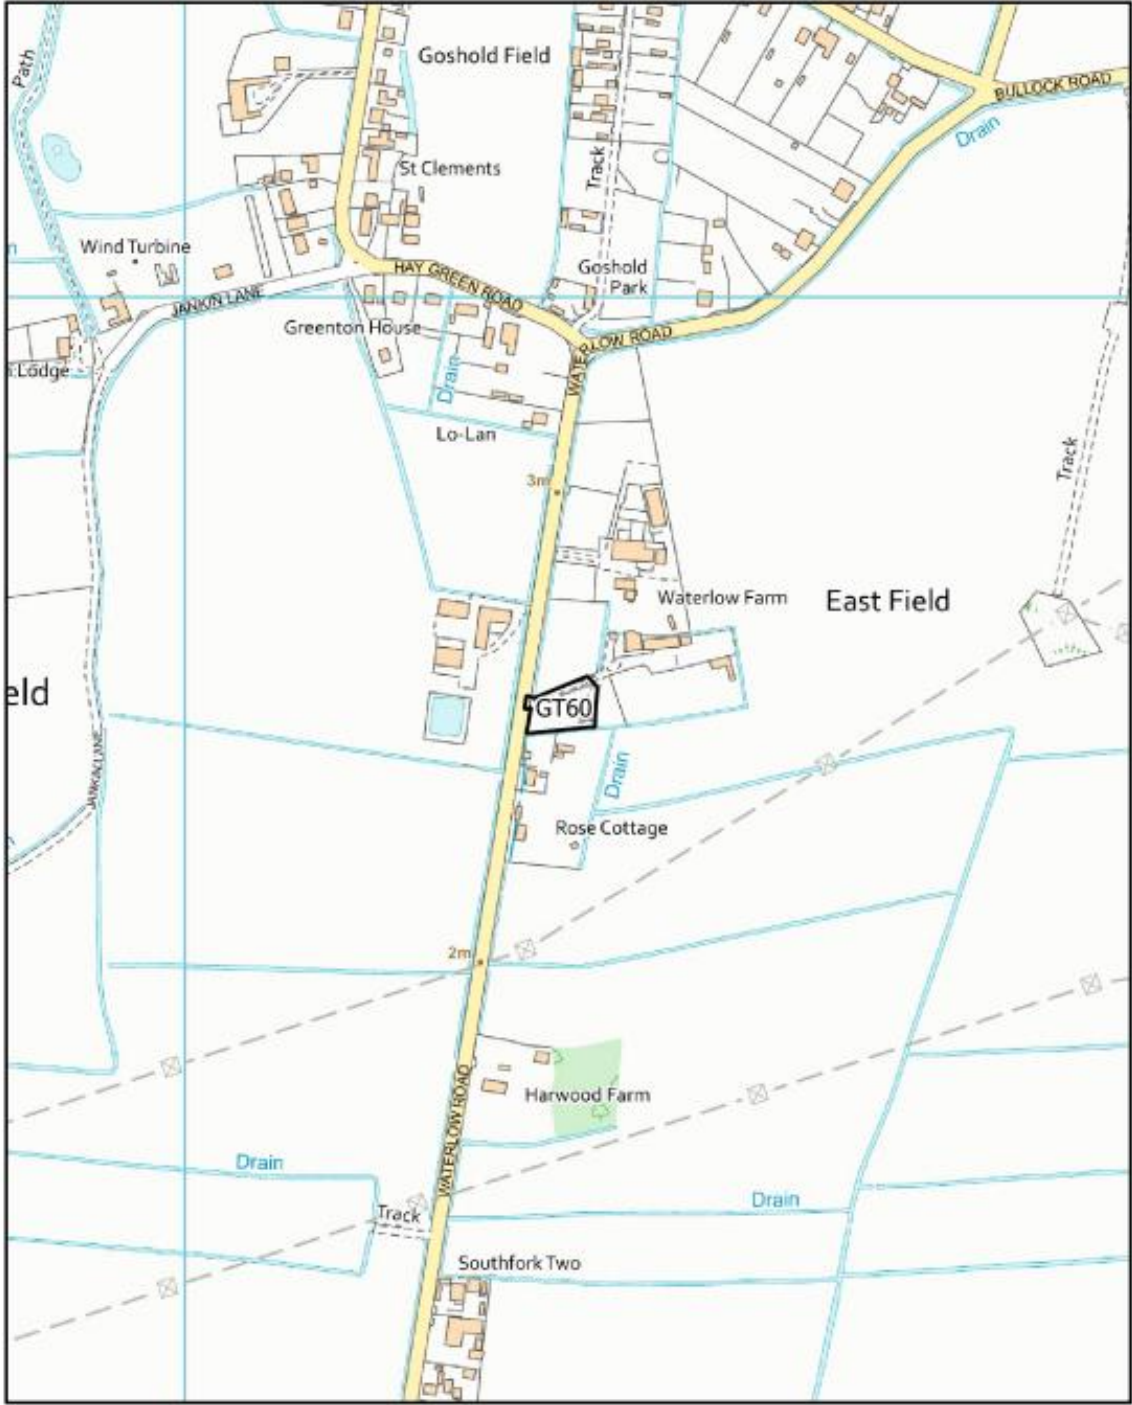 Path
Goshold Field
BULLOCK ROAD
Drain
St Clements
Track
Wind Turbine
HAY GREEN ROAD
Goshold
Park
JANKIN LANE
Greenton House
WATERLOW ROAD
Lodge
Drain
Lo-Lan
Track
3m
Waterlow Farm
East Field
eld
GT60
JANKIN LANE
Drain
Rose Cottage
2m
WATERLOW ROAD
Harwood Farm
Drain
Drain
Track
Southfork Two